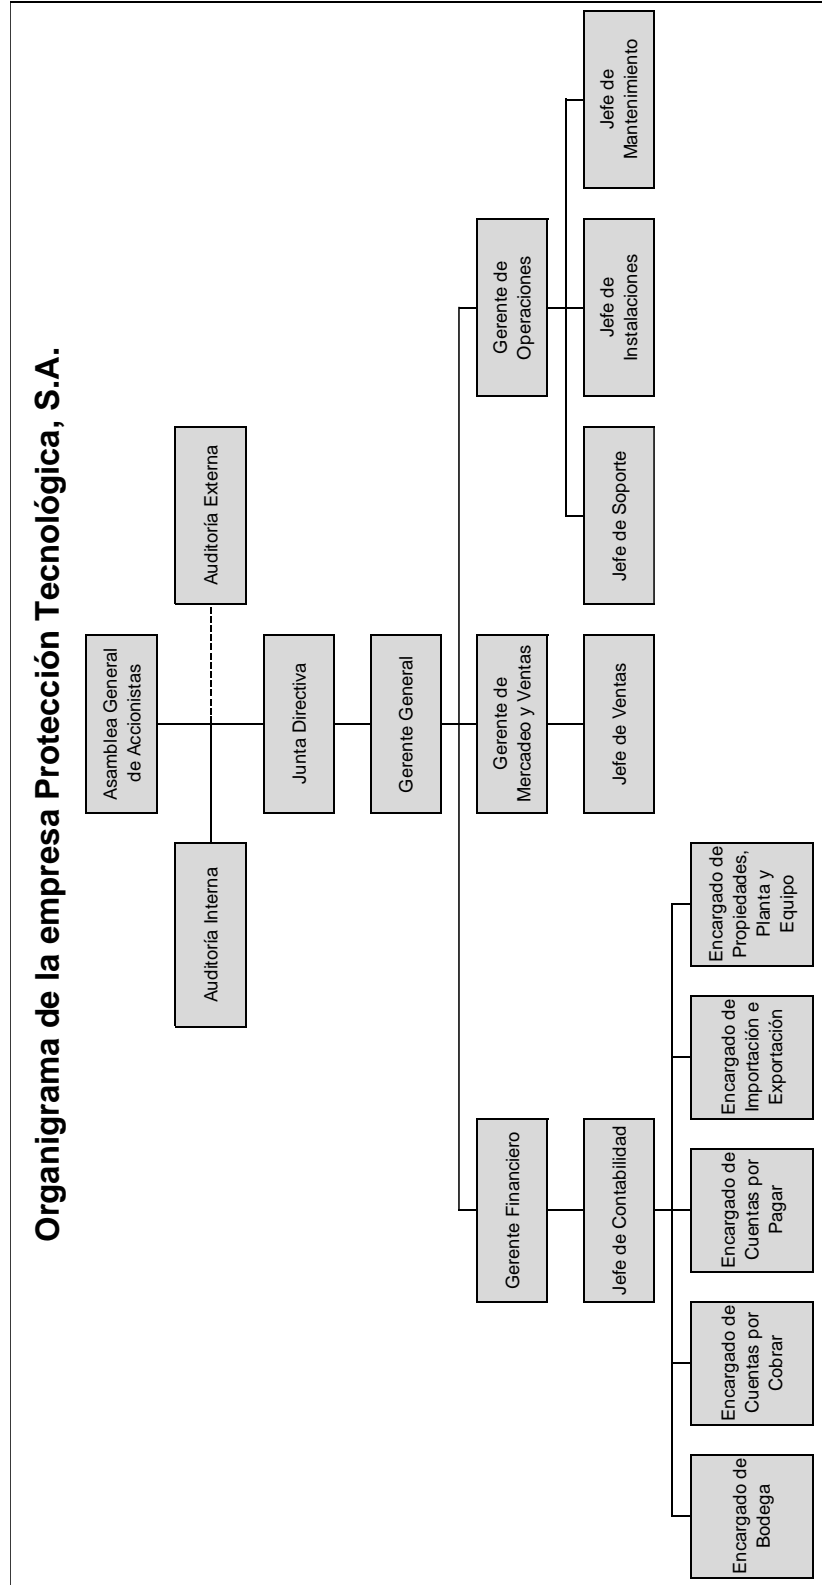 Organigrama de la empresa Protección Tecnológica, S.A.
Asamblea General
de Accionistas
Auditoría Interna
Auditoría Externa
Junta Directiva
Gerente General
Gerente Financiero
Gerente de
Mercadeo y Ventas
Gerente de
Operaciones
Jefe de Contabilidad
Jefe de Ventas
Jefe de Soporte
Jefe de
Instalaciones
Jefe de
Mantenimiento
Encargado de
Bodega
Encargado de
Cuentas por
Cobrar
Encargado de
Cuentas por
Pagar
Encargado de
Importación e
Exportación
Encargado de
Propiedades,
Planta y
Equipo